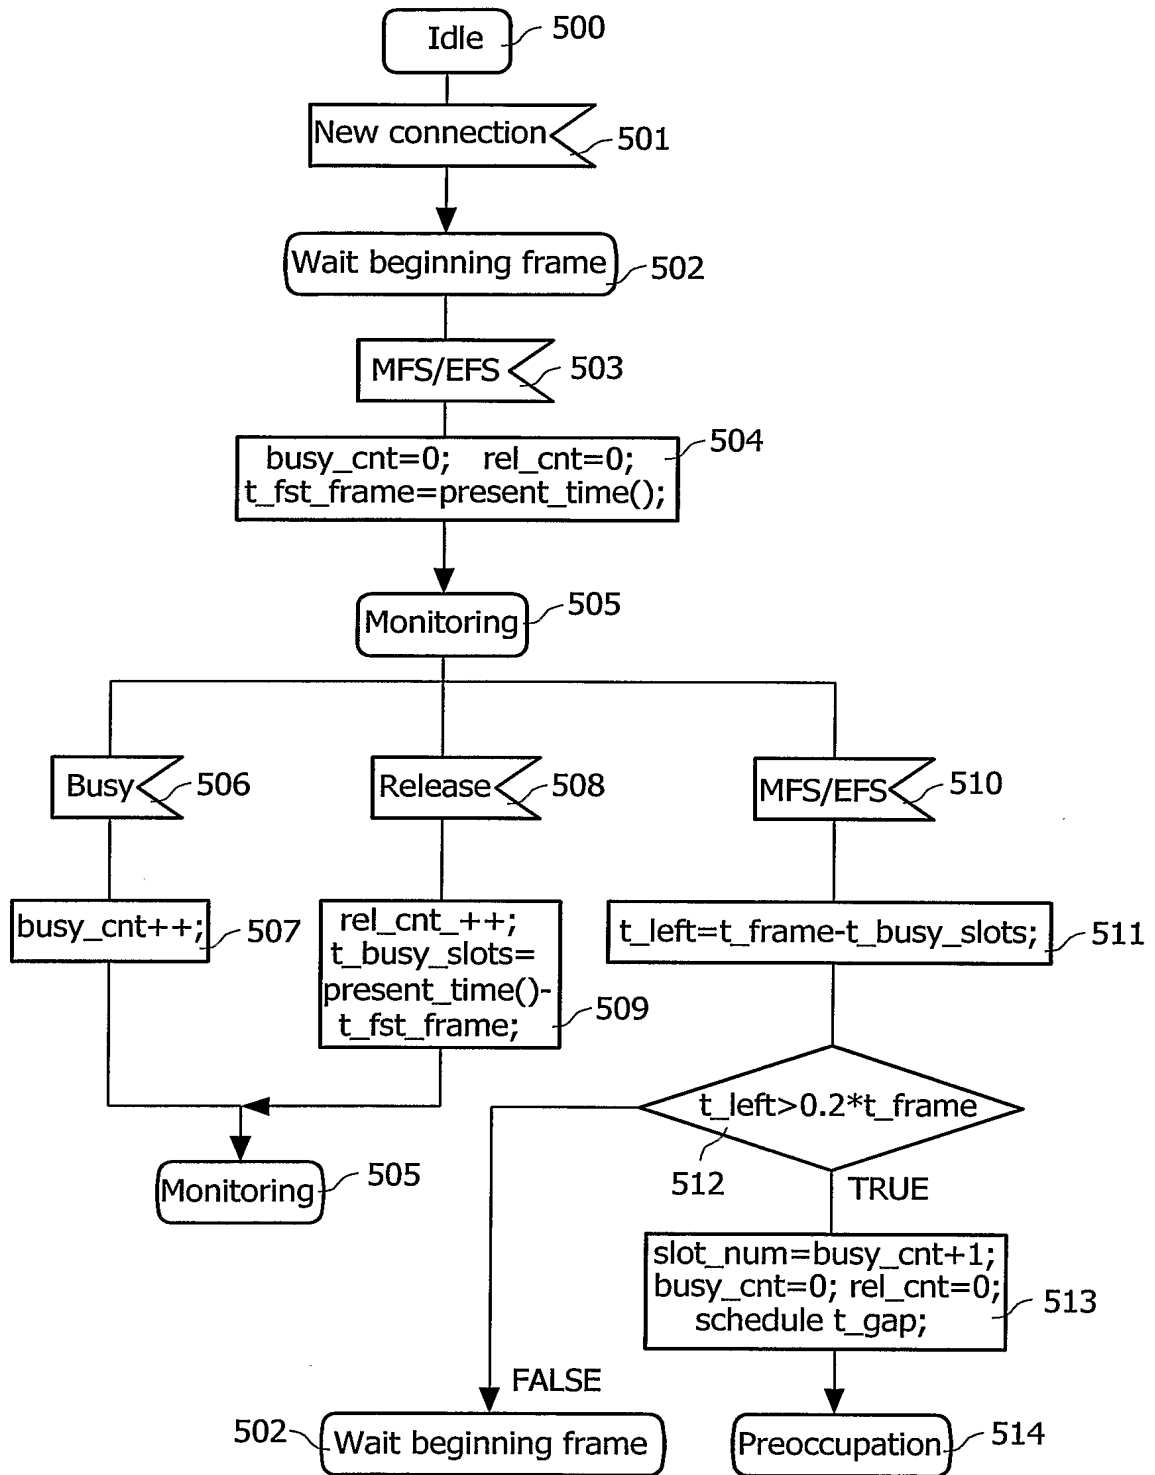 Idle
500
New connection
501
Wait beginning frame
502
MFS/EFS
503
busy_cnt=0; rel_cnt=0;
t_fst_frame=present_time();
504
Monitoring
505
Busy
506
Release
508
MFS/EFS
510
busy_cnt++;
507
rel_cnt_++;
t_busy_slots=
present_time()-
t_fst_frame;
509
t_left=t_frame-t_busy_slots;
511
t_left>0.2*t_frame
512
TRUE
Monitoring
505
slot_num=busy_cnt+1;
busy_cnt=0; rel_cnt=0;
schedule t_gap;
513
FALSE
502
Wait beginning frame
Preoccupation
514